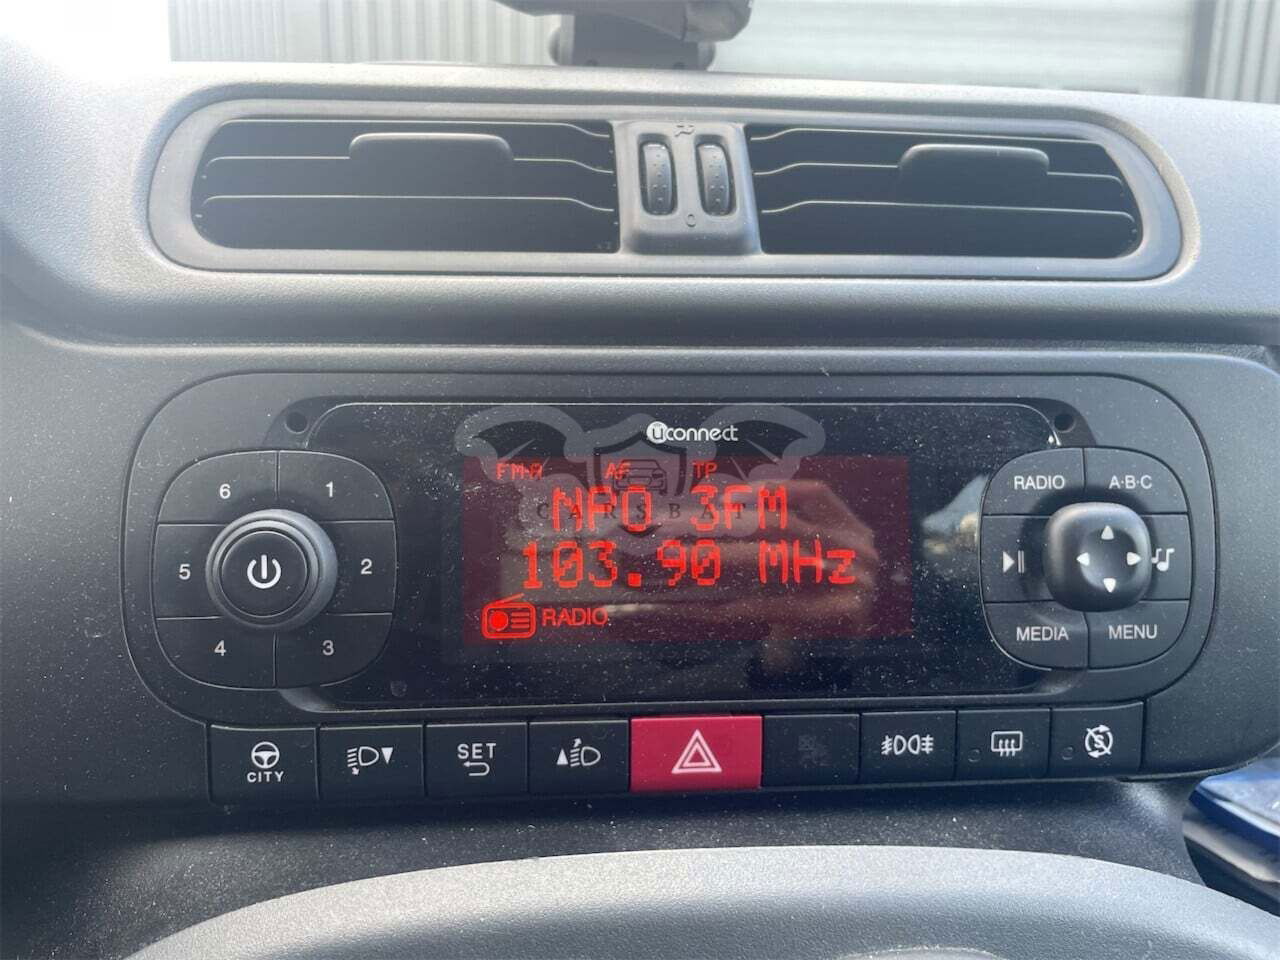 uconnect
FM-A AF TP
NPO 3FM
CARSBAT
103.90 MHz
RADIO
6 1
5 2
4 3
RADIO A·B·C
MEDIA MENU
CITY
SET
S